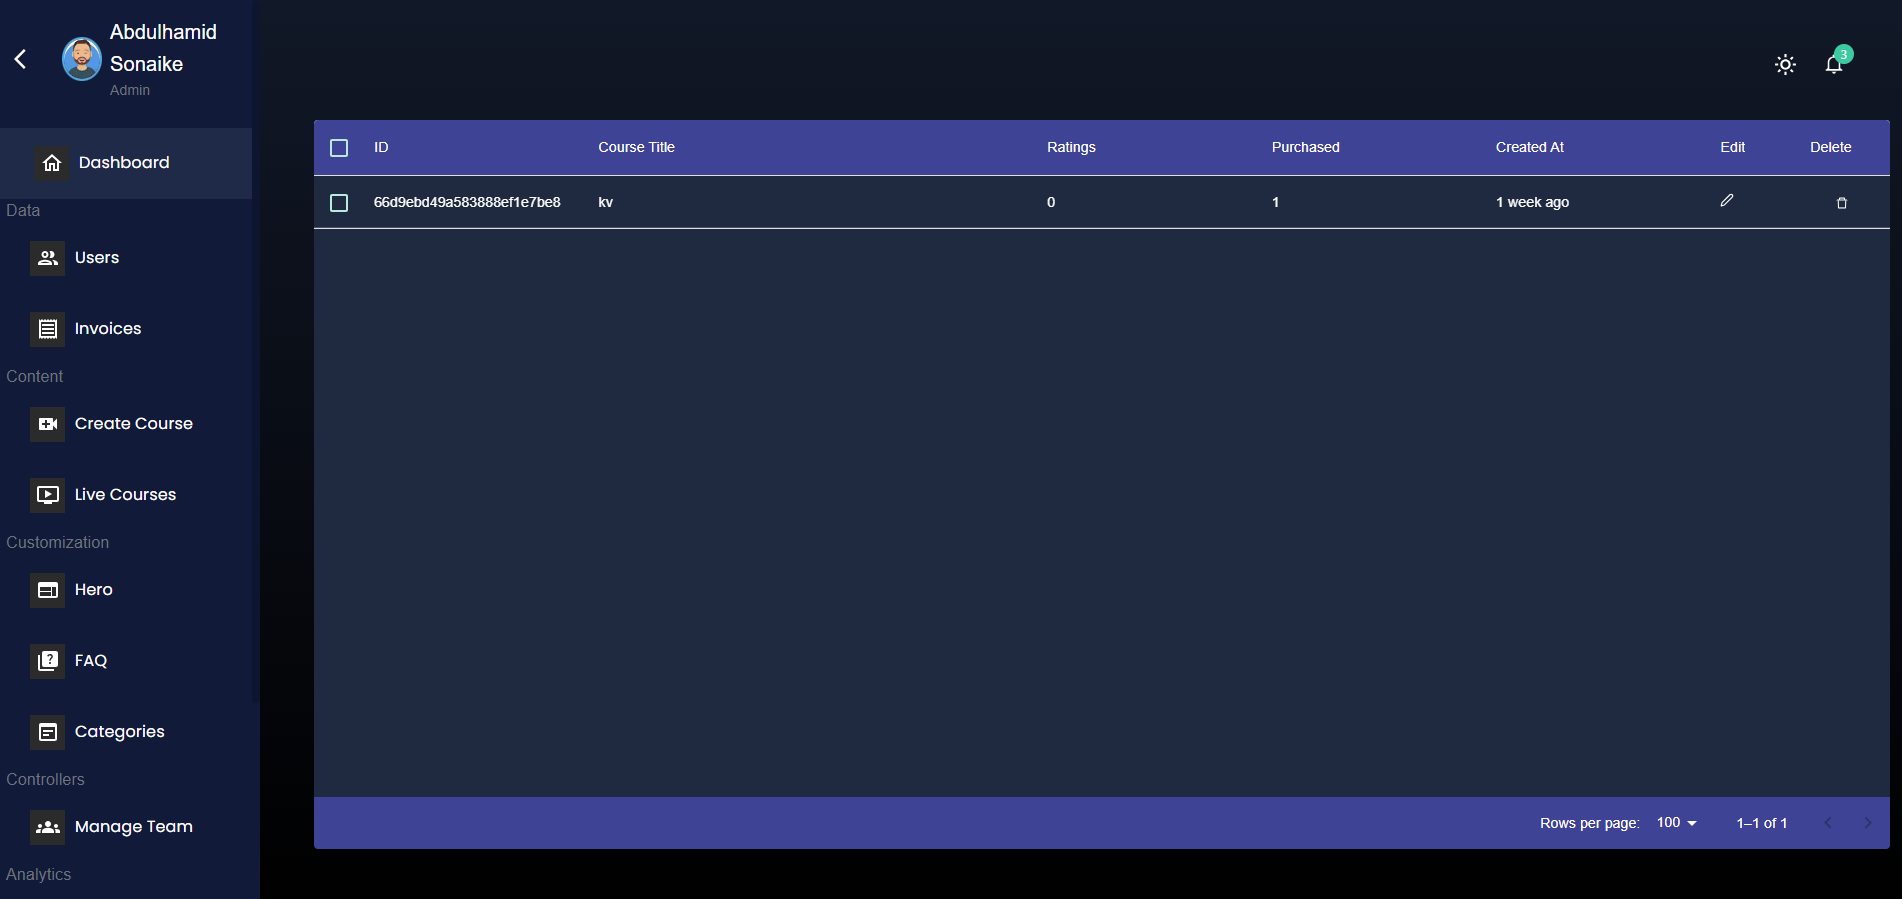 Abdulhamid
Sonaike
Admin
3
Dashboard
Data
Users
Invoices
Content
Create Course
Live Courses
Customization
Hero
FAQ
Categories
Controllers
Manage Team
Analytics
ID Course Title Ratings Purchased Created At Edit Delete
66d9ebd49a583888ef1e7be8 kv 0 1 1 week ago
Rows per page: 100 1–1 of 1